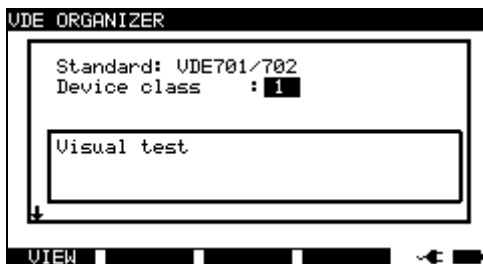 VDE ORGANIZER
Standard: VDE701/702
Device class : 1
Visual test
VIEW